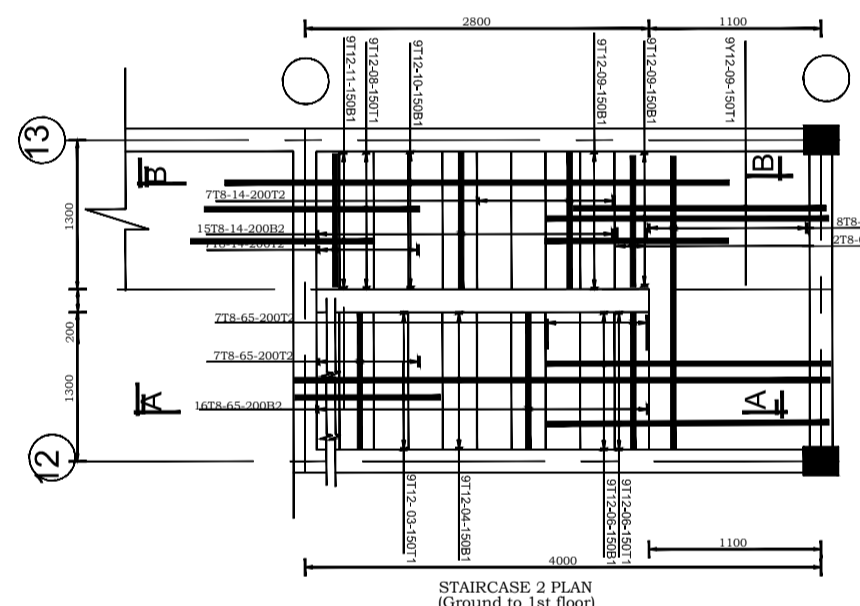 2800
1100
9T12-11-150B1
9T12-08-150T1
9T12-10-150B1
9T12-09-150B1
9T12-09-150B1
9Y12-09-150T1
13
B
B
7T8-14-200T2
1300
15T8-14-200B2
8T8-
7T8-14-200T2
200
7T8-65-200T2
7T8-65-200T2
1300
A
A
16T8-65-200B2
12
9T12- 03-150T1
9T12-04-150B1
9T12-06-150B1
9T12-06-150T1
1100
4000
STAIRCASE 2 PLAN
(Ground to 1st floor)